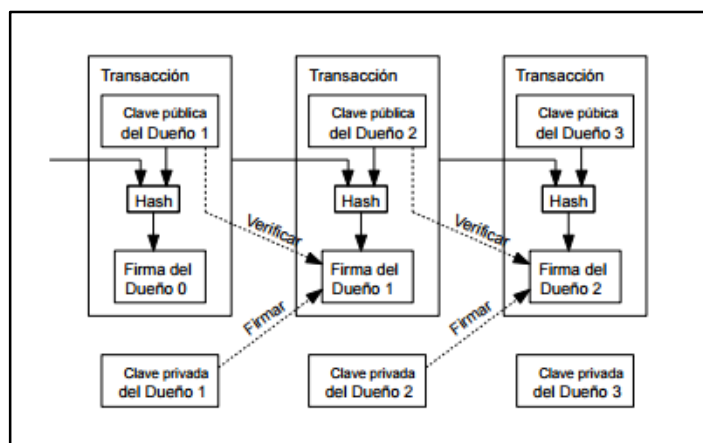 Transacción
Clave pública
del Dueño 1
Hash
Firma del
Dueño 0
Transacción
Clave pública
del Dueño 2
Hash
Verificar
Firma del
Dueño 1
Firmar
Transacción
Clave púbica
del Dueño 3
Hash
Verificar
Firma del
Dueño 2
Firmar
Clave privada
del Dueño 1
Clave privada
del Dueño 2
Clave privada
del Dueño 3